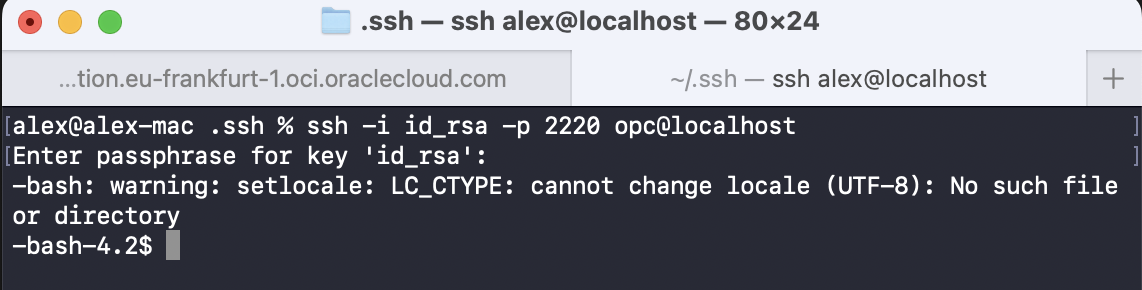 .ssh — ssh alex@localhost — 80×24
...tion.eu-frankfurt-1.oci.oraclecloud.com
~/.ssh — ssh alex@localhost
+
[alex@alex-mac .ssh % ssh -i id_rsa -p 2220 opc@localhost ]
[Enter passphrase for key 'id_rsa': ]
-bash: warning: setlocale: LC_CTYPE: cannot change locale (UTF-8): No such file
or directory
-bash-4.2$